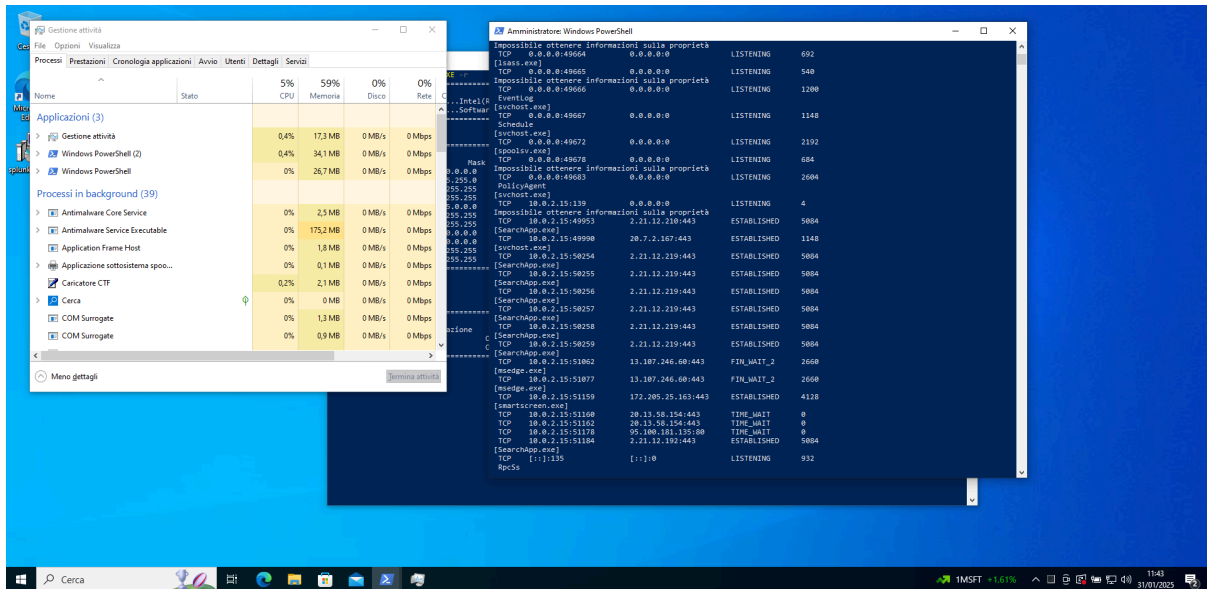 Gestione attività
File Opzioni Visualizza
Processi Prestazioni Cronologia applicazioni Avvio Utenti Dettagli Servizi
5% 59% 0% 0%
Nome Stato CPU Memoria Disco Rete
Applicazioni (3)
Gestione attività 0,4% 17,3 MB 0 MB/s 0 Mbps
Windows PowerShell (2) 0,4% 34,1 MB 0 MB/s 0 Mbps
Windows PowerShell 0% 26,7 MB 0 MB/s 0 Mbps
Processi in background (39)
Antimalware Core Service 0% 2,5 MB 0 MB/s 0 Mbps
Antimalware Service Executable 0% 175,2 MB 0 MB/s 0 Mbps
Application Frame Host 0% 1,8 MB 0 MB/s 0 Mbps
Applicazione sottosistema spoo... 0% 0,1 MB 0 MB/s 0 Mbps
Caricatore CTF 0,2% 2,1 MB 0 MB/s 0 Mbps
Cerca 0% 0 MB 0 MB/s 0 Mbps
COM Surrogate 0% 1,3 MB 0 MB/s 0 Mbps
COM Surrogate 0% 0,9 MB 0 MB/s 0 Mbps
Meno dettagli
Termina attività
Mask
Amministratore: Windows PowerShell
Impossibile ottenere informazioni sulla proprietà
TCP 0.0.0.0:49664 0.0.0.0:0 LISTENING 692
[lsass.exe]
TCP 0.0.0.0:49665 0.0.0.0:0 LISTENING 540
Impossibile ottenere informazioni sulla proprietà
TCP 0.0.0.0:49666 0.0.0.0:0 LISTENING 1200
EventLog
[svchost.exe]
TCP 0.0.0.0:49667 0.0.0.0:0 LISTENING 1148
Schedule
[svchost.exe]
TCP 0.0.0.0:49672 0.0.0.0:0 LISTENING 2192
[spoolsv.exe]
TCP 0.0.0.0:49678 0.0.0.0:0 LISTENING 684
Impossibile ottenere informazioni sulla proprietà
TCP 0.0.0.0:49683 0.0.0.0:0 LISTENING 2604
PolicyAgent
[svchost.exe]
TCP 10.0.2.15:139 0.0.0.0:0 LISTENING 4
Impossibile ottenere informazioni sulla proprietà
TCP 10.0.2.15:49953 2.21.12.210:443 ESTABLISHED 5084
[SearchApp.exe]
TCP 10.0.2.15:49990 20.7.2.167:443 ESTABLISHED 1148
[svchost.exe]
TCP 10.0.2.15:50254 2.21.12.219:443 ESTABLISHED 5084
[SearchApp.exe]
TCP 10.0.2.15:50255 2.21.12.219:443 ESTABLISHED 5084
[SearchApp.exe]
TCP 10.0.2.15:50256 2.21.12.219:443 ESTABLISHED 5084
[SearchApp.exe]
TCP 10.0.2.15:50257 2.21.12.219:443 ESTABLISHED 5084
[SearchApp.exe]
TCP 10.0.2.15:50258 2.21.12.219:443 ESTABLISHED 5084
[SearchApp.exe]
TCP 10.0.2.15:50259 2.21.12.219:443 ESTABLISHED 5084
[SearchApp.exe]
TCP 10.0.2.15:51062 13.107.246.60:443 FIN_WAIT_2 2660
[msedge.exe]
TCP 10.0.2.15:51077 13.107.246.60:443 FIN_WAIT_2 2660
[msedge.exe]
TCP 10.0.2.15:51159 172.205.25.163:443 ESTABLISHED 4128
[smartscreen.exe]
TCP 10.0.2.15:51160 20.13.58.154:443 TIME_WAIT 0
TCP 10.0.2.15:51162 20.13.58.154:443 TIME_WAIT 0
TCP 10.0.2.15:51178 95.100.181.135:80 TIME_WAIT 0
TCP 10.0.2.15:51184 2.21.12.192:443 ESTABLISHED 5084
[SearchApp.exe]
TCP [::]:135 [::]:0 LISTENING 932
RpcSs
Cerca
1MSFT +1,61%
11:43
31/01/2025